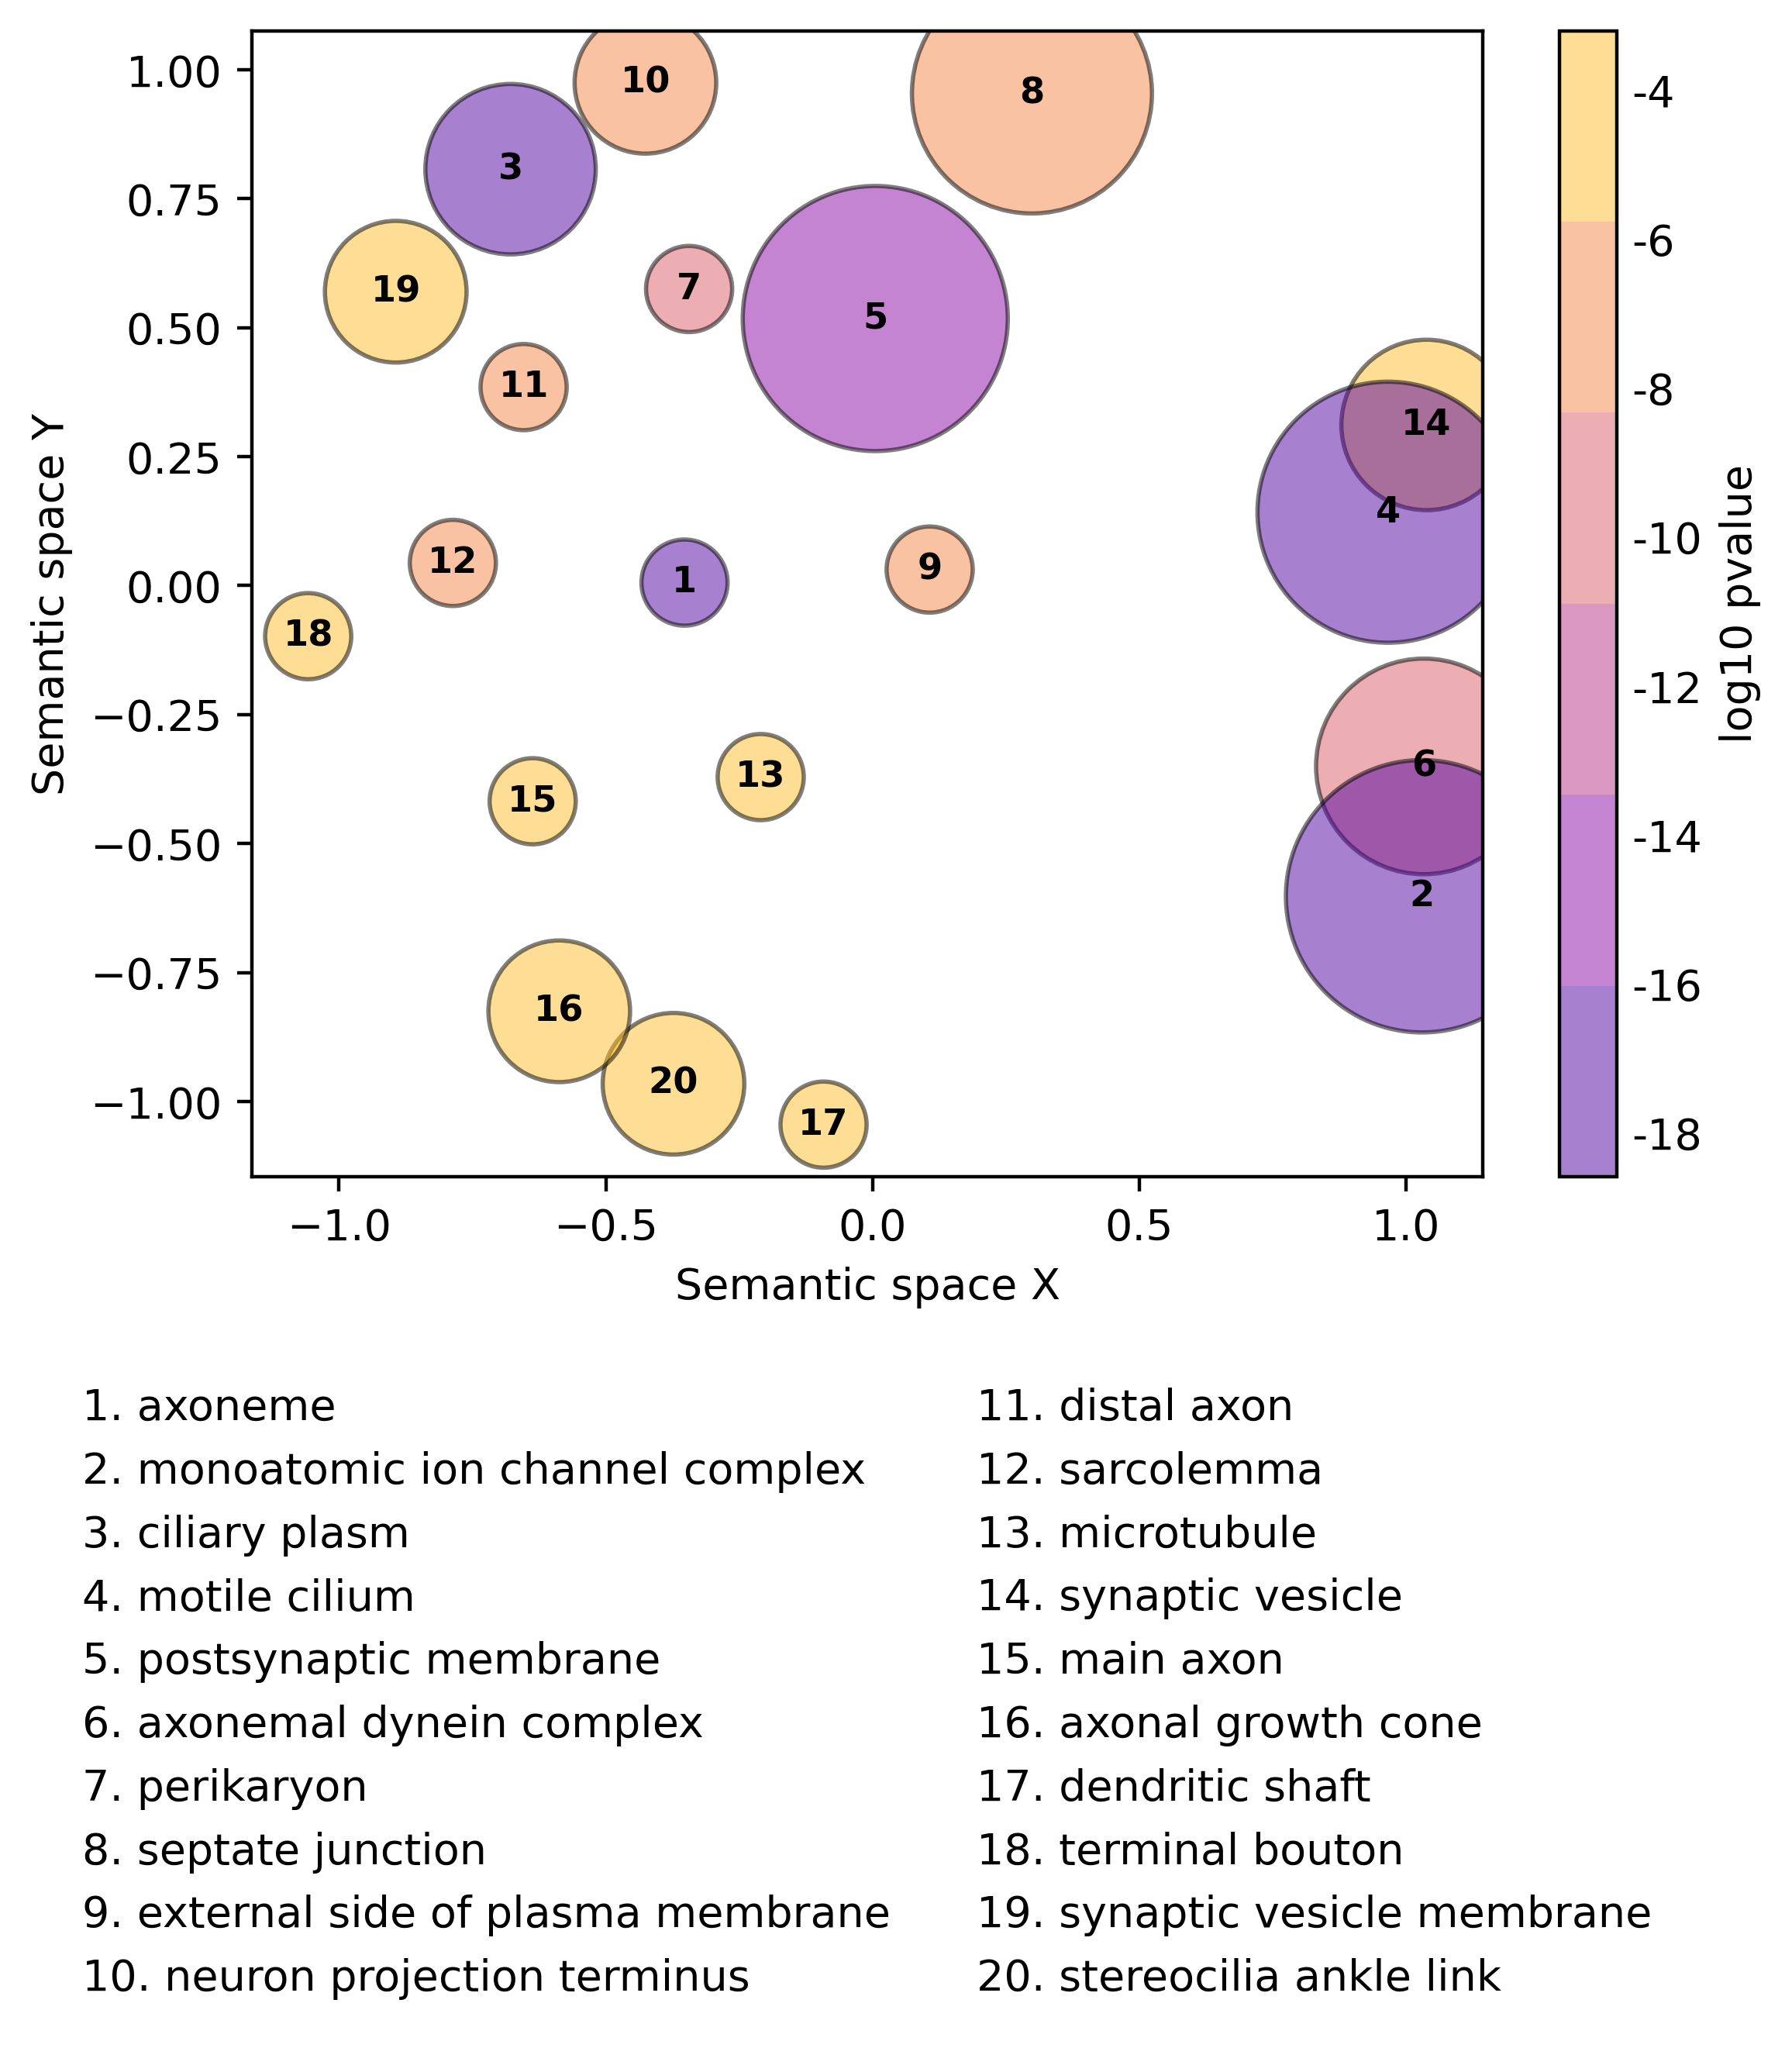 1.00
0.75
0.50
0.25
0.00
−0.25
−0.50
−0.75
−1.00
Semantic space Y
−1.0 −0.5 0.0 0.5 1.0
Semantic space X
10
8
3
19
7
5
11
14
4
12
1
9
18
6
13
15
2
16
20
17
-4
-6
-8
-10
-12
-14
-16
-18
log10 pvalue
1. axoneme
2. monoatomic ion channel complex
3. ciliary plasm
4. motile cilium
5. postsynaptic membrane
6. axonemal dynein complex
7. perikaryon
8. septate junction
9. external side of plasma membrane
10. neuron projection terminus
11. distal axon
12. sarcolemma
13. microtubule
14. synaptic vesicle
15. main axon
16. axonal growth cone
17. dendritic shaft
18. terminal bouton
19. synaptic vesicle membrane
20. stereocilia ankle link